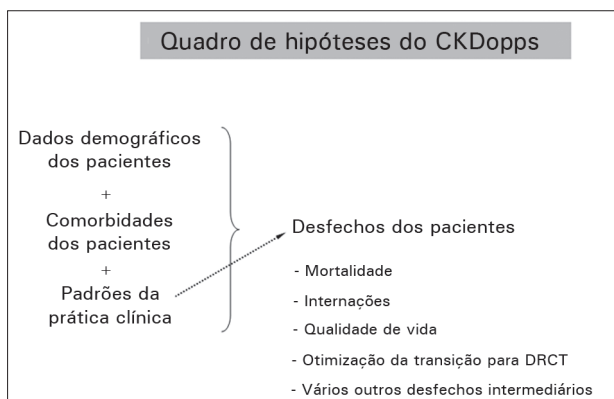 Quadro de hipóteses do CKDopps
Dados demográficos
dos pacientes
+
Comorbidades
dos pacientes
+
Padrões da
prática clínica
Desfechos dos pacientes
- Mortalidade
- Internações
- Qualidade de vida
- Otimização da transição para DRCT
- Vários outros desfechos intermediários